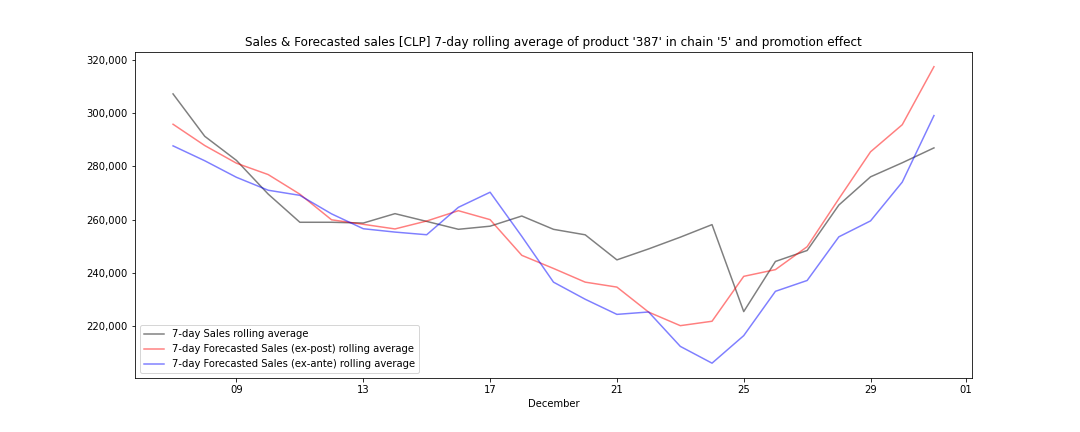 Sales & Forecasted sales [CLP] 7-day rolling average of product '387' in chain '5' and promotion effect
320,000
300,000
280,000
260,000
240,000
220,000
7-day Sales rolling average
7-day Forecasted Sales (ex-post) rolling average
7-day Forecasted Sales (ex-ante) rolling average
09 13 17 21 25 29 01
December